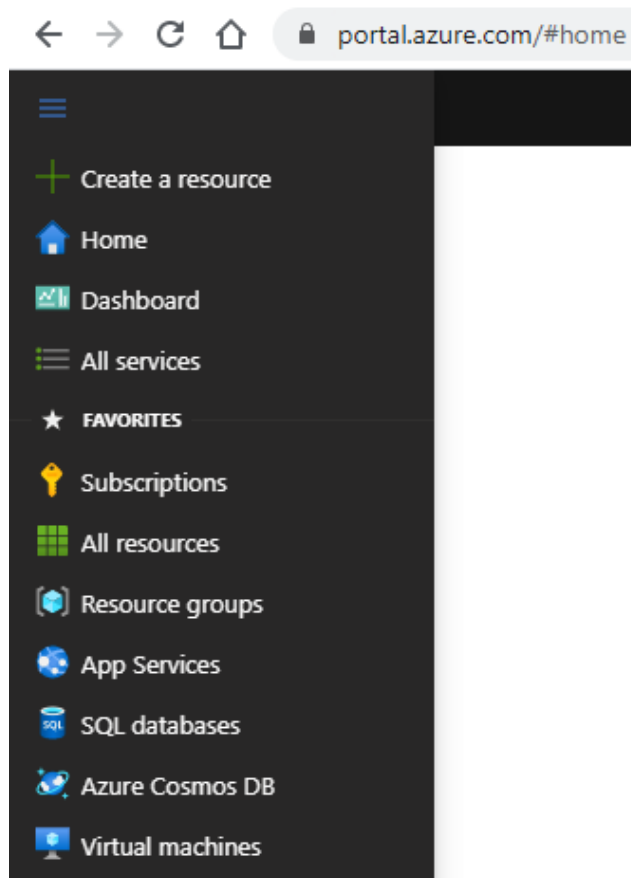 portal.azure.com/#home
Create a resource
Home
Dashboard
All services
FAVORITES
Subscriptions
All resources
Resource groups
App Services
SQL
SQL databases
Azure Cosmos DB
Virtual machines